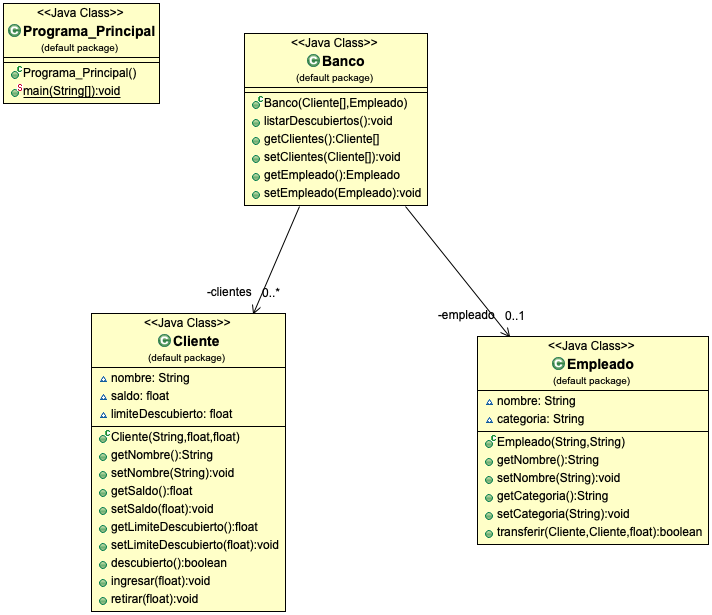 <<Java Class>>
Programa_Principal
(default package)
Programa_Principal()
main(String[]):void
<<Java Class>>
Banco
(default package)
Banco(Cliente[],Empleado)
listarDescubiertos():void
getClientes():Cliente[]
setClientes(Cliente[]):void
getEmpleado():Empleado
setEmpleado(Empleado):void
-clientes 0..*
-empleado 0..1
<<Java Class>>
Cliente
(default package)
nombre: String
saldo: float
limiteDescubierto: float
Cliente(String,float,float)
getNombre():String
setNombre(String):void
getSaldo():float
setSaldo(float):void
getLimiteDescubierto():float
setLimiteDescubierto(float):void
descubierto():boolean
ingresar(float):void
retirar(float):void
<<Java Class>>
Empleado
(default package)
nombre: String
categoria: String
Empleado(String,String)
getNombre():String
setNombre(String):void
getCategoria():String
setCategoria(String):void
transferir(Cliente,Cliente,float):boolean